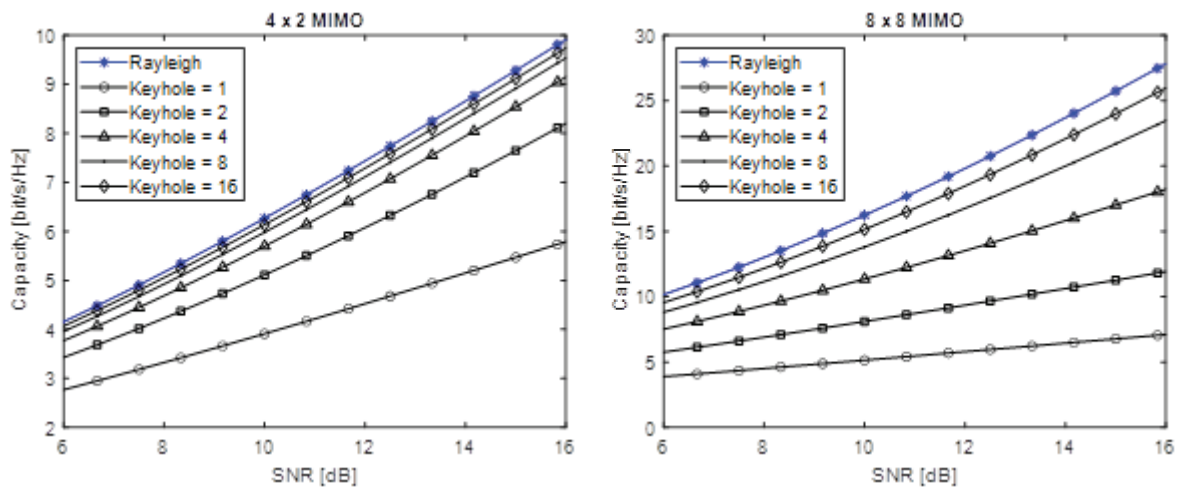 4 x 2 MIMO
Capacity [bit/s/Hz]
10
9
8
7
6
5
4
3
2
Rayleigh
Keyhole = 1
Keyhole = 2
Keyhole = 4
Keyhole = 8
Keyhole = 16
6 8 10 12 14 16
SNR [dB]
8 x 8 MIMO
Capacity [bit/s/Hz]
30
25
20
15
10
5
0
Rayleigh
Keyhole = 1
Keyhole = 2
Keyhole = 4
Keyhole = 8
Keyhole = 16
6 8 10 12 14 16
SNR [dB]